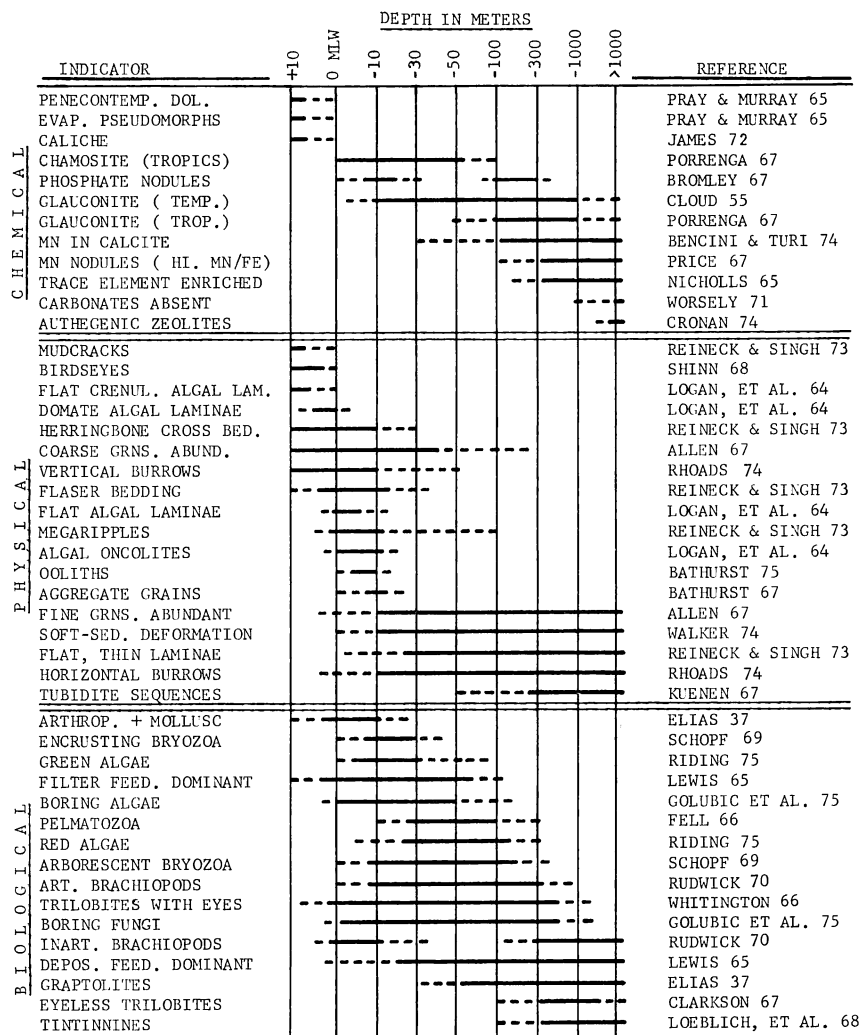 DEPTH IN METERS
INDICATOR +10 0 MLW -10 -30 -50 -100 -300 -1000 >1000 REFERENCE
CHEMICAL
PENECONTEMP. DOL. PRAY & MURRAY 65
EVAP. PSEUDOMORPHS PRAY & MURRAY 65
CALICHE JAMES 72
CHAMOSITE (TROPICS) PORRENGA 67
PHOSPHATE NODULES BROMLEY 67
GLAUCONITE ( TEMP.) CLOUD 55
GLAUCONITE ( TROP.) PORRENGA 67
MN IN CALCITE BENCINI & TURI 74
MN NODULES ( HI. MN/FE) PRICE 67
TRACE ELEMENT ENRICHED NICHOLLS 65
CARBONATES ABSENT WORSELY 71
AUTHEGENIC ZEOLITES CRONAN 74
PHYSICAL
MUDCRACKS REINECK & SINGH 73
BIRDSEYES SHINN 68
FLAT CRENUL. ALGAL LAM. LOGAN, ET AL. 64
DOMATE ALGAL LAMINAE LOGAN, ET AL. 64
HERRINGBONE CROSS BED. REINECK & SINGH 73
COARSE GRNS. ABUND. ALLEN 67
VERTICAL BURROWS RHOADS 74
FLASER BEDDING REINECK & SINGH 73
FLAT ALGAL LAMINAE LOGAN, ET AL. 64
MEGARIPPLES REINECK & SINGH 73
ALGAL ONCOLITES LOGAN, ET AL. 64
OOLITHS BATHURST 75
AGGREGATE GRAINS BATHURST 67
FINE GRNS. ABUNDANT ALLEN 67
SOFT-SED. DEFORMATION WALKER 74
FLAT, THIN LAMINAE REINECK & SINGH 73
HORIZONTAL BURROWS RHOADS 74
TUBIDITE SEQUENCES KUENEN 67
BIOLOGICAL
ARTHROP. + MOLLUSC ELIAS 37
ENCRUSTING BRYOZOA SCHOPF 69
GREEN ALGAE RIDING 75
FILTER FEED. DOMINANT LEWIS 65
BORING ALGAE GOLUBIC ET AL. 75
PELMATOZOA FELL 66
RED ALGAE RIDING 75
ARBORESCENT BRYOZOA SCHOPF 69
ART. BRACHIOPODS RUDWICK 70
TRILOBITES WITH EYES WHITINGTON 66
BORING FUNGI GOLUBIC ET AL. 75
INART. BRACHIOPODS RUDWICK 70
DEPOS. FEED. DOMINANT LEWIS 65
GRAPTOLITES ELIAS 37
EYELESS TRILOBITES CLARKSON 67
TINTINNINES LOEBLICH, ET AL. 68